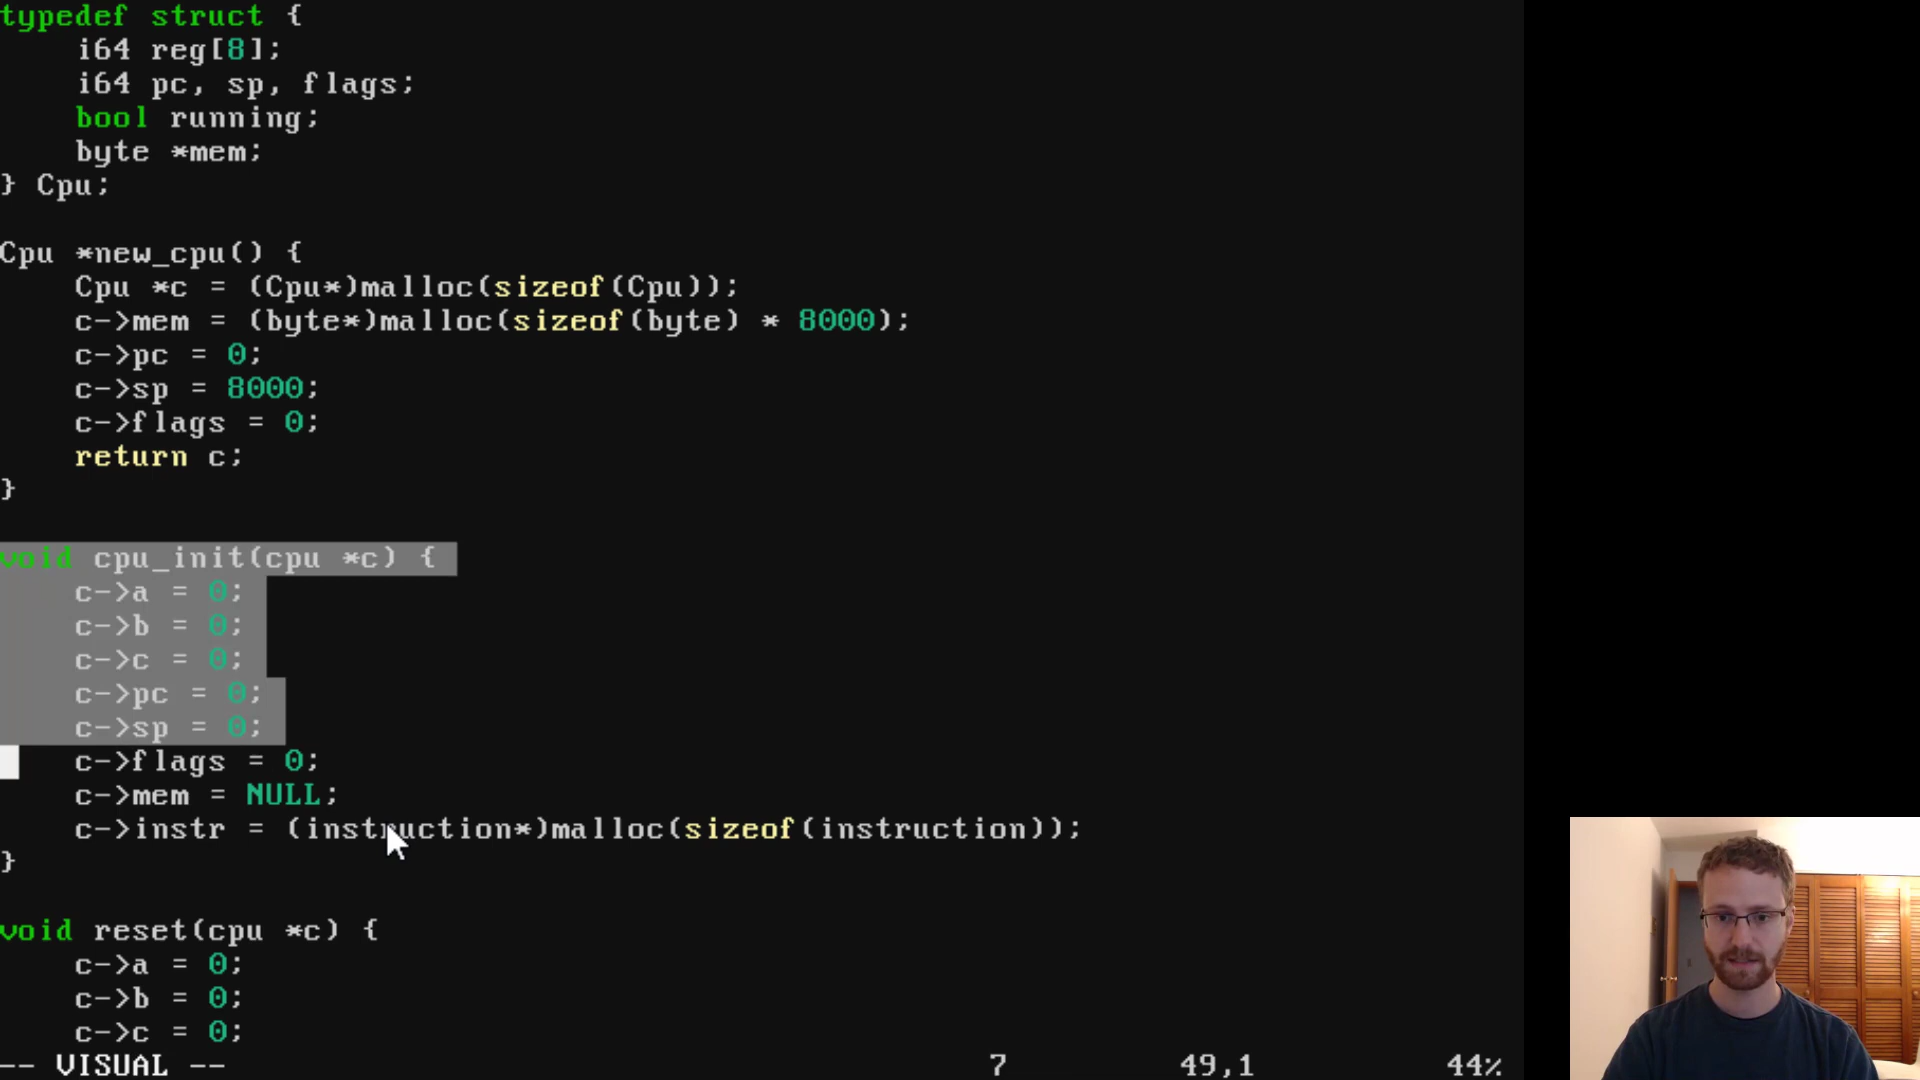 typedef struct {
    i64 reg[8];
    i64 pc, sp, flags;
    bool running;
    byte *mem;
} Cpu;

Cpu *new_cpu() {
    Cpu *c = (Cpu*)malloc(sizeof(Cpu));
    c->mem = (byte*)malloc(sizeof(byte) * 8000);
    c->pc = 0;
    c->sp = 8000;
    c->flags = 0;
    return c;
}

void cpu_init(cpu *c) {
    c->a = 0;
    c->b = 0;
    c->c = 0;
    c->pc = 0;
    c->sp = 0;
    c->flags = 0;
    c->mem = NULL;
    c->instr = (instruction*)malloc(sizeof(instruction));
}

void reset(cpu *c) {
    c->a = 0;
    c->b = 0;
    c->c = 0;
-- VISUAL -- 7 49,1 44%